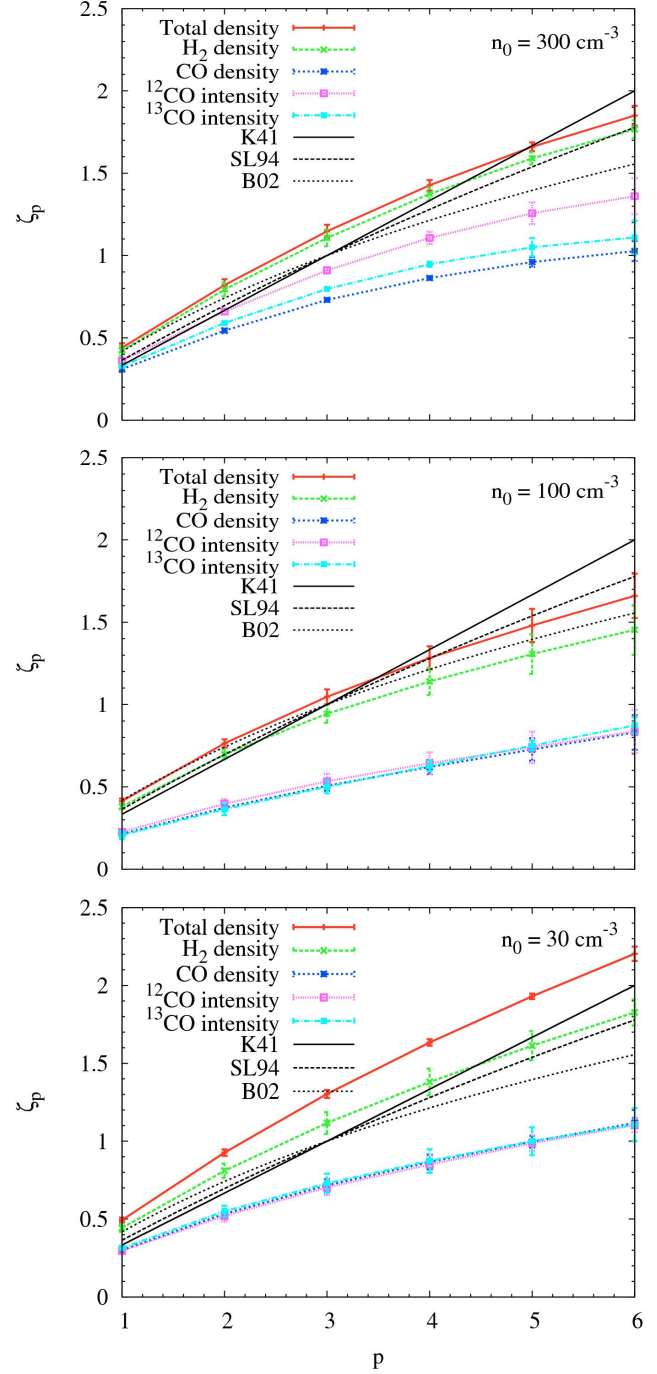 2.5
Total density
n₀ = 300 cm⁻³
H₂ density
2
CO density
¹²CO intensity
¹³CO intensity
K41
1.5
SL94
B02
ζₚ
1
0.5
0
2.5
Total density
n₀ = 100 cm⁻³
H₂ density
2
CO density
¹²CO intensity
¹³CO intensity
K41
1.5
SL94
B02
ζₚ
1
0.5
0
2.5
Total density
n₀ = 30 cm⁻³
H₂ density
2
CO density
¹²CO intensity
¹³CO intensity
K41
1.5
SL94
B02
ζₚ
1
0.5
0
1 2 3 4 5 6
p